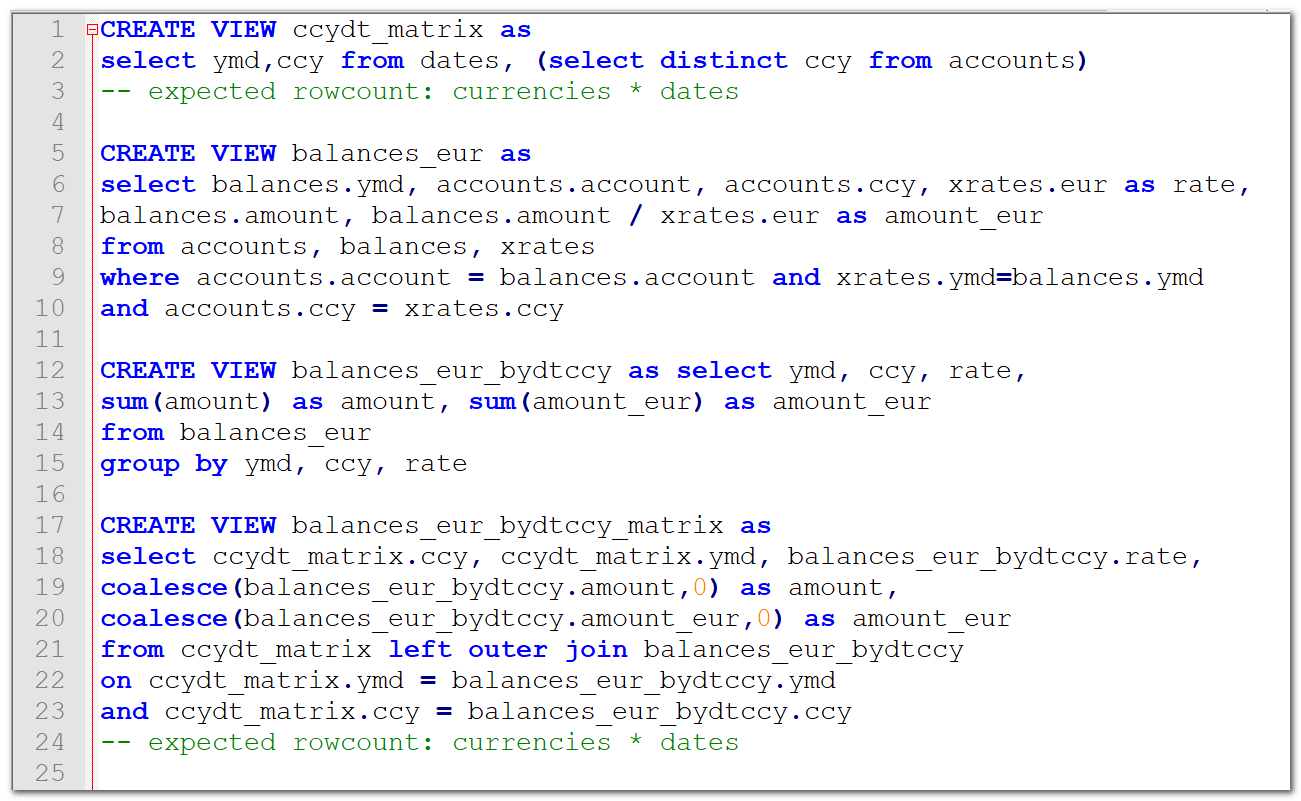 1 CREATE VIEW ccydt_matrix as
2 select ymd,ccy from dates, (select distinct ccy from accounts)
3 -- expected rowcount: currencies * dates
4
5 CREATE VIEW balances_eur as
6 select balances.ymd, accounts.account, accounts.ccy, xrates.eur as rate,
7 balances.amount, balances.amount / xrates.eur as amount_eur
8 from accounts, balances, xrates
9 where accounts.account = balances.account and xrates.ymd=balances.ymd
10 and accounts.ccy = xrates.ccy
11
12 CREATE VIEW balances_eur_bydtccy as select ymd, ccy, rate,
13 sum(amount) as amount, sum(amount_eur) as amount_eur
14 from balances_eur
15 group by ymd, ccy, rate
16
17 CREATE VIEW balances_eur_bydtccy_matrix as
18 select ccydt_matrix.ccy, ccydt_matrix.ymd, balances_eur_bydtccy.rate,
19 coalesce(balances_eur_bydtccy.amount,0) as amount,
20 coalesce(balances_eur_bydtccy.amount_eur,0) as amount_eur
21 from ccydt_matrix left outer join balances_eur_bydtccy
22 on ccydt_matrix.ymd = balances_eur_bydtccy.ymd
23 and ccydt_matrix.ccy = balances_eur_bydtccy.ccy
24 -- expected rowcount: currencies * dates
25